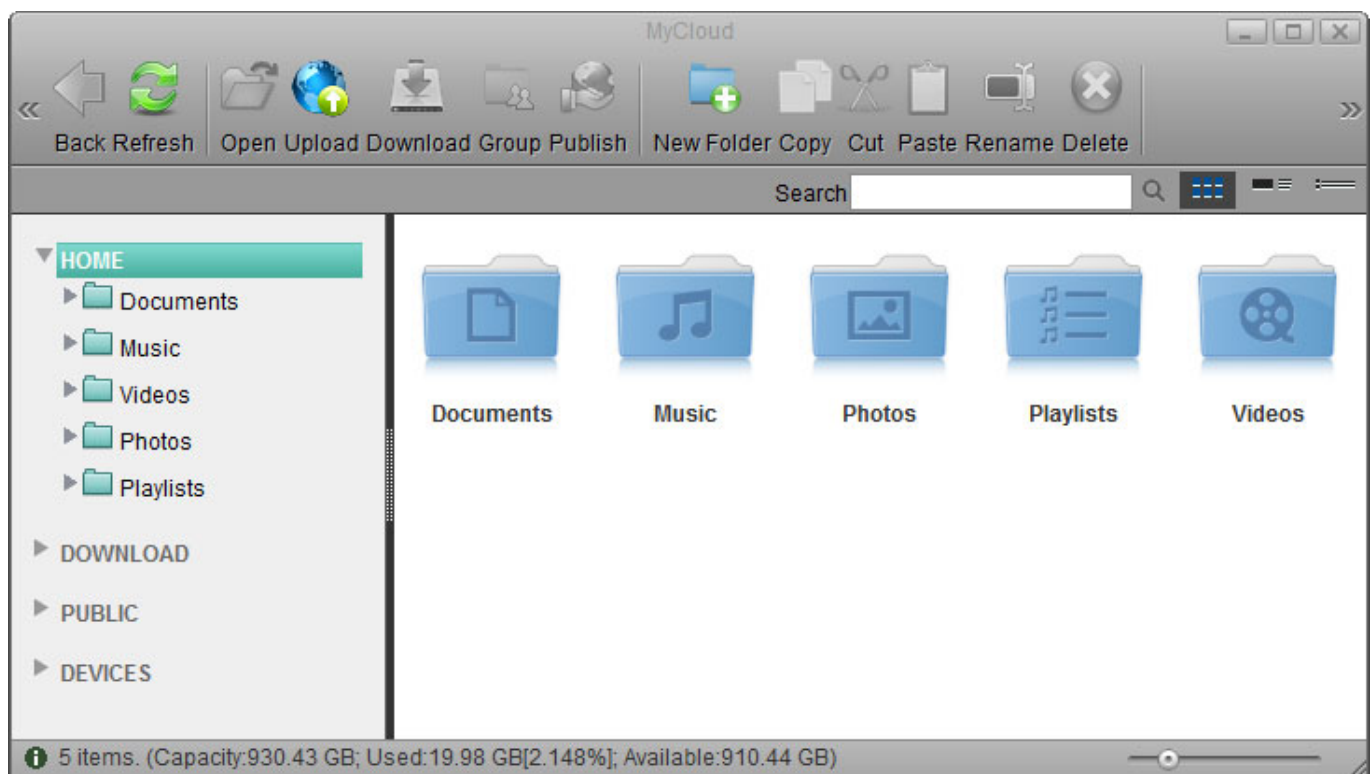 MyCloud
Back Refresh Open Upload Download Group Publish New Folder Copy Cut Paste Rename Delete
Search
HOME
Documents
Music
Videos
Photos
Playlists
DOWNLOAD
PUBLIC
DEVICES
Documents Music Photos Playlists Videos
5 items. (Capacity:930.43 GB; Used:19.98 GB[2.148%]; Available:910.44 GB)